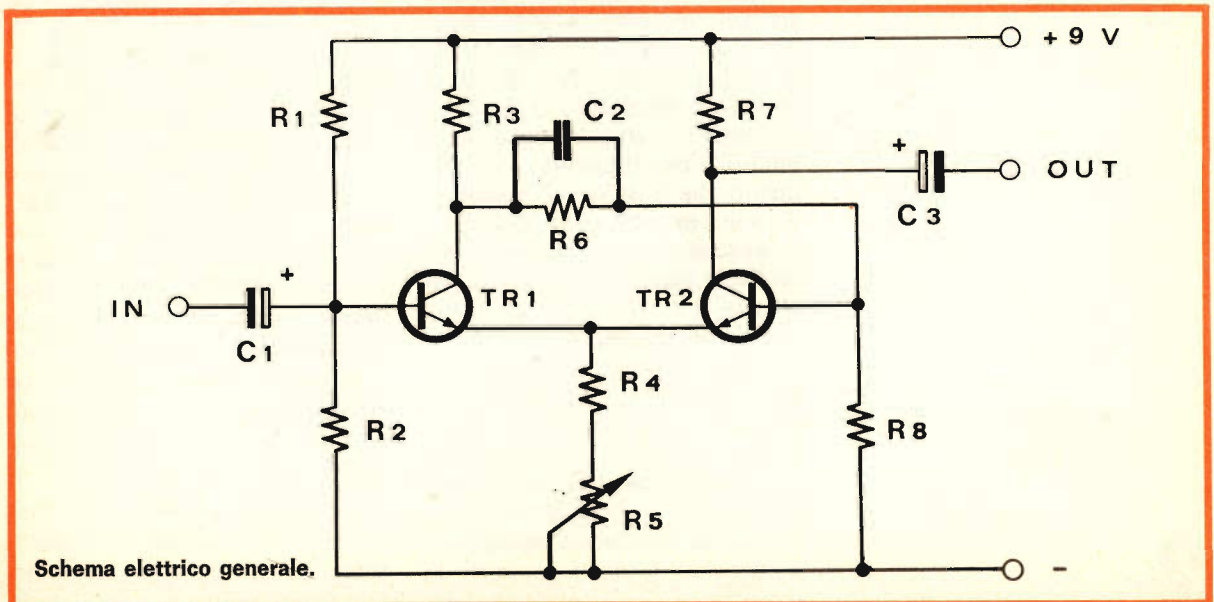 + 9 V
R1
R3
C2
R7
+
OUT
C3
R6
+
IN
TR1
TR2
C1
R4
R2
R8
R5
Schema elettrico generale.
-